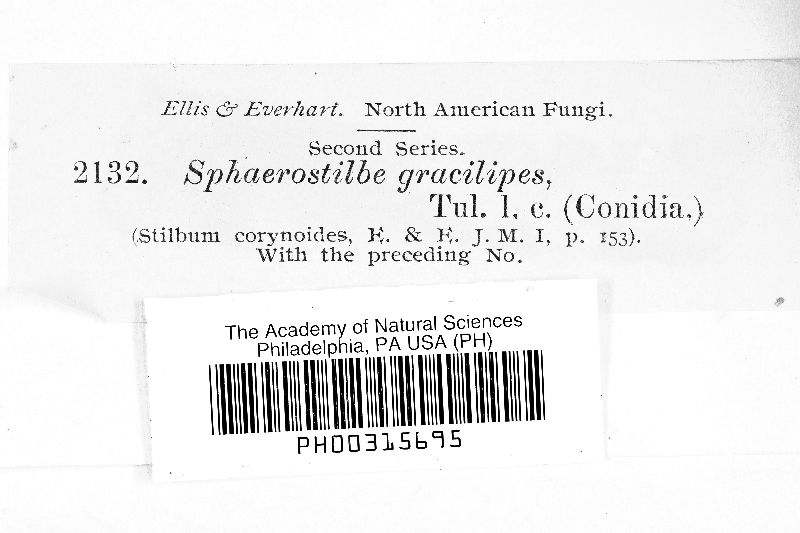 Ellis & Everhart. North American Fungi.
Second Series.
2132. Sphaerostilbe gracilipes,
Tul. l. c. (Conidia,)
(Stilbum corynoides, E. & E. J. M. I, p. 153).
With the preceding No.
The Academy of Natural Sciences
Philadelphia, PA USA (PH)
PH00315695